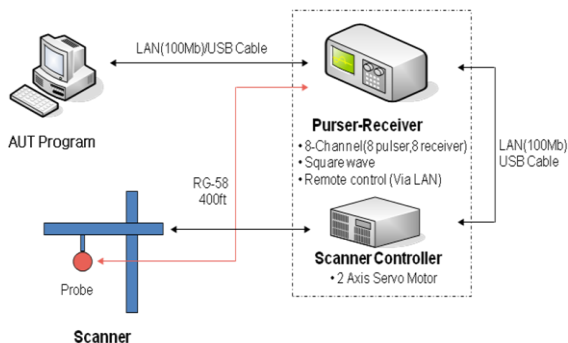 LAN(100Mb)/USB Cable
AUT Program
Purser-Receiver
• 8-Channel(8 pulser,8 receiver)
• Square wave
• Remote control (Via LAN)
LAN(100Mb)
USB Cable
RG-58
400ft
Scanner Controller
• 2 Axis Servo Motor
Probe
Scanner